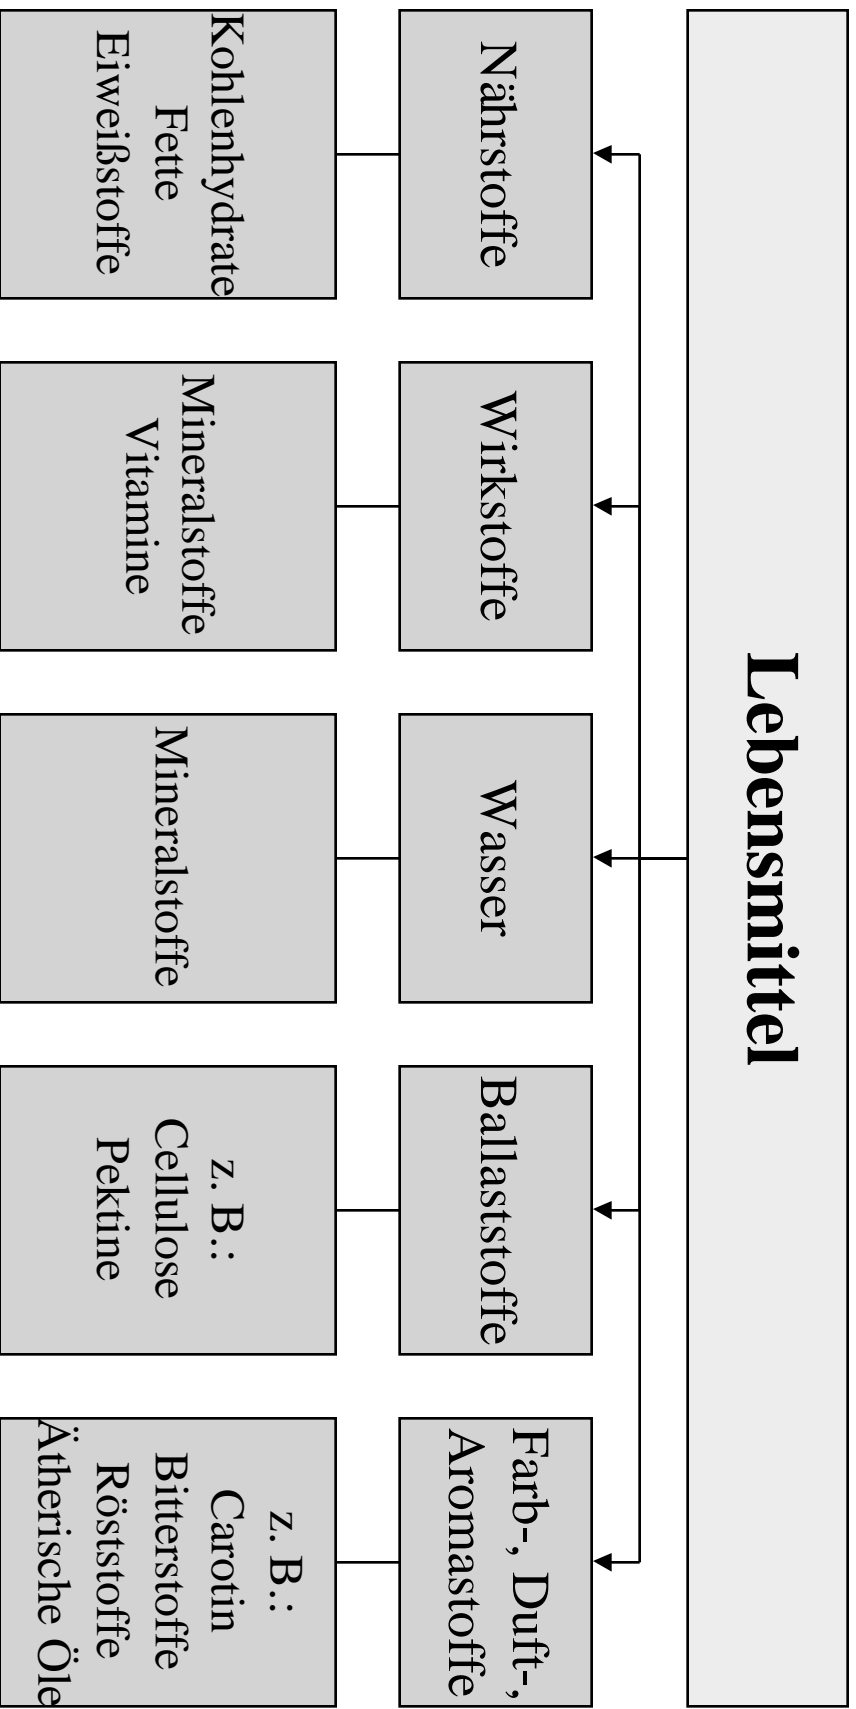 Lebensmittel
Nährstoffe
Wirkstoffe
Wasser
Ballaststoffe
Farb-, Duft-,
Aromastoffe
Kohlenhydrate
Fette
Eiweißstoffe
Mineralstoffe
Vitamine
Mineralstoffe
z. B.:
Cellulose
Pektine
z. B.:
Carotin
Bitterstoffe
Röststoffe
Ätherische Öle